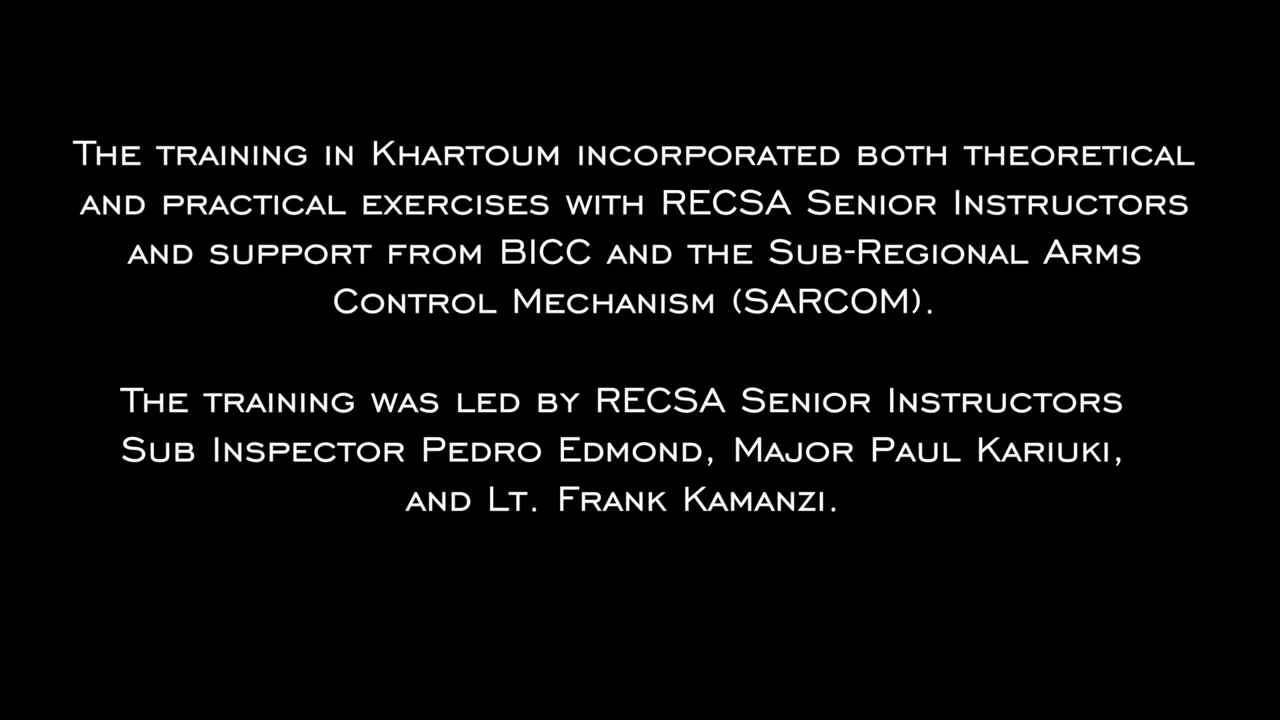 The training in Khartoum incorporated both theoretical
and practical exercises with RECSA Senior Instructors
and support from BICC and the Sub-Regional Arms
Control Mechanism (SARCOM).
The training was led by RECSA Senior Instructors
Sub Inspector Pedro Edmond, Major Paul Kariuki,
and Lt. Frank Kamanzi.